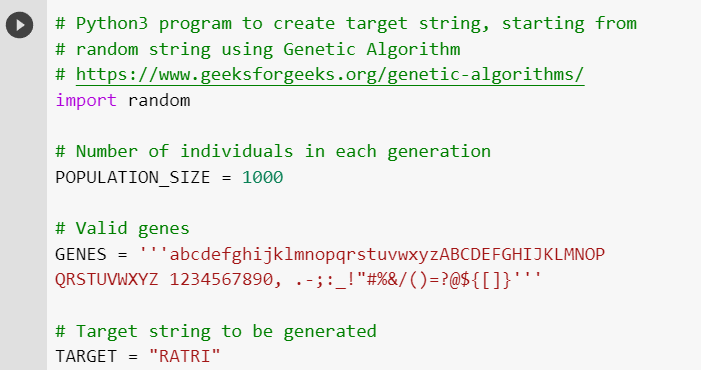 # Python3 program to create target string, starting from
# random string using Genetic Algorithm
# https://www.geeksforgeeks.org/genetic-algorithms/
import random
# Number of individuals in each generation
POPULATION_SIZE = 1000
# Valid genes
GENES = '''abcdefghijklmnopqrstuvwxyzABCDEFGHIJKLMNOP
QRSTUVWXYZ 1234567890, .-;:_!"#%&/()=?@${[]}'''
# Target string to be generated
TARGET = "RATRI"